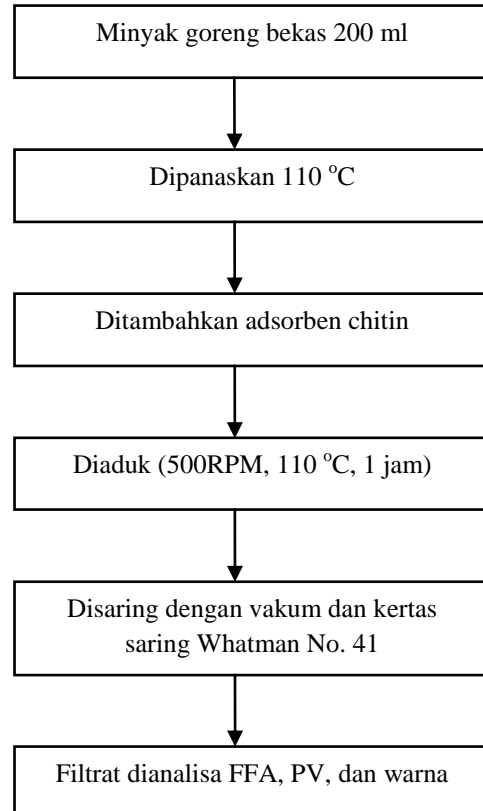 Minyak goreng bekas 200 ml
Dipanaskan 110 °C
Ditambahkan adsorben chitin
Diaduk (500RPM, 110 °C, 1 jam)
Disaring dengan vakum dan kertas
saring Whatman No. 41
Filtrat dianalisa FFA, PV, dan warna